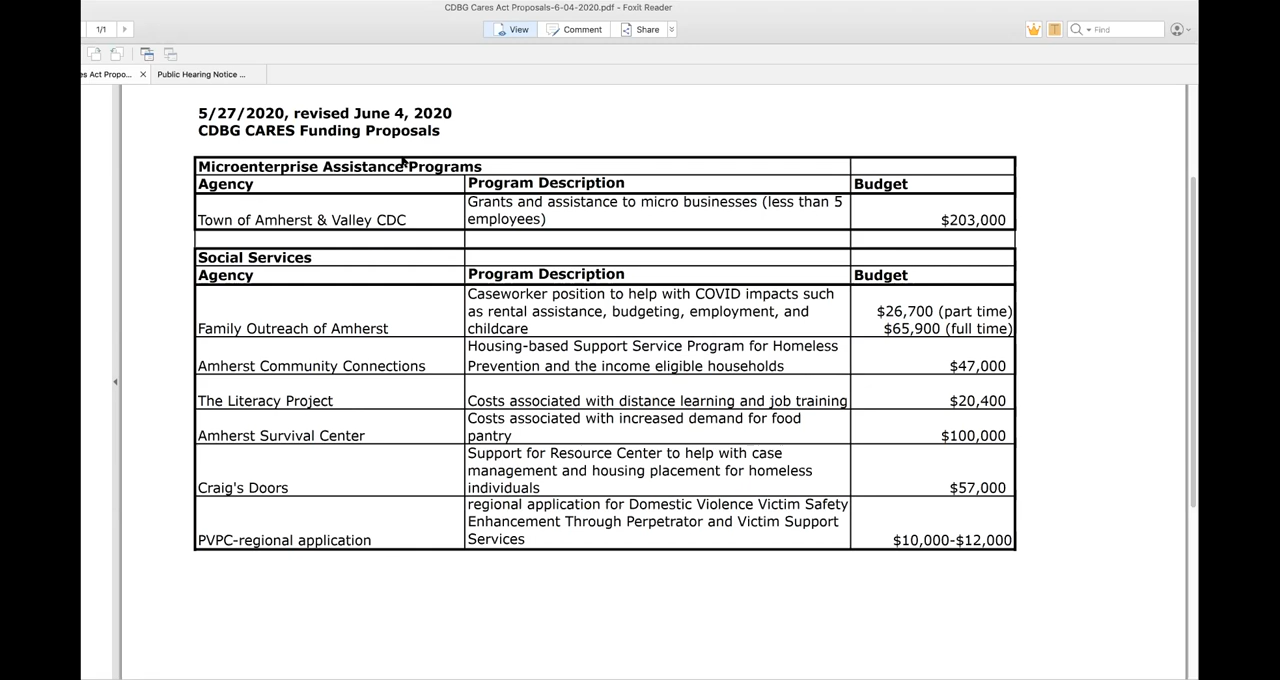 CDBG Cares Act Proposals-6-04-2020.pdf - Foxit Reader
1/1
View
Comment
Share
Find
es Act Propo...
Public Hearing Notice ...
5/27/2020, revised June 4, 2020
CDBG CARES Funding Proposals
Microenterprise Assistance Programs
Agency
Program Description
Budget
Town of Amherst & Valley CDC
Grants and assistance to micro businesses (less than 5
employees)
$203,000
Social Services
Agency
Program Description
Budget
Family Outreach of Amherst
Caseworker position to help with COVID impacts such
as rental assistance, budgeting, employment, and
childcare
$26,700 (part time)
$65,900 (full time)
Amherst Community Connections
Housing-based Support Service Program for Homeless
Prevention and the income eligible households
$47,000
The Literacy Project
Costs associated with distance learning and job training
$20,400
Amherst Survival Center
Costs associated with increased demand for food
pantry
$100,000
Craig's Doors
Support for Resource Center to help with case
management and housing placement for homeless
individuals
$57,000
PVPC-regional application
regional application for Domestic Violence Victim Safety
Enhancement Through Perpetrator and Victim Support
Services
$10,000-$12,000